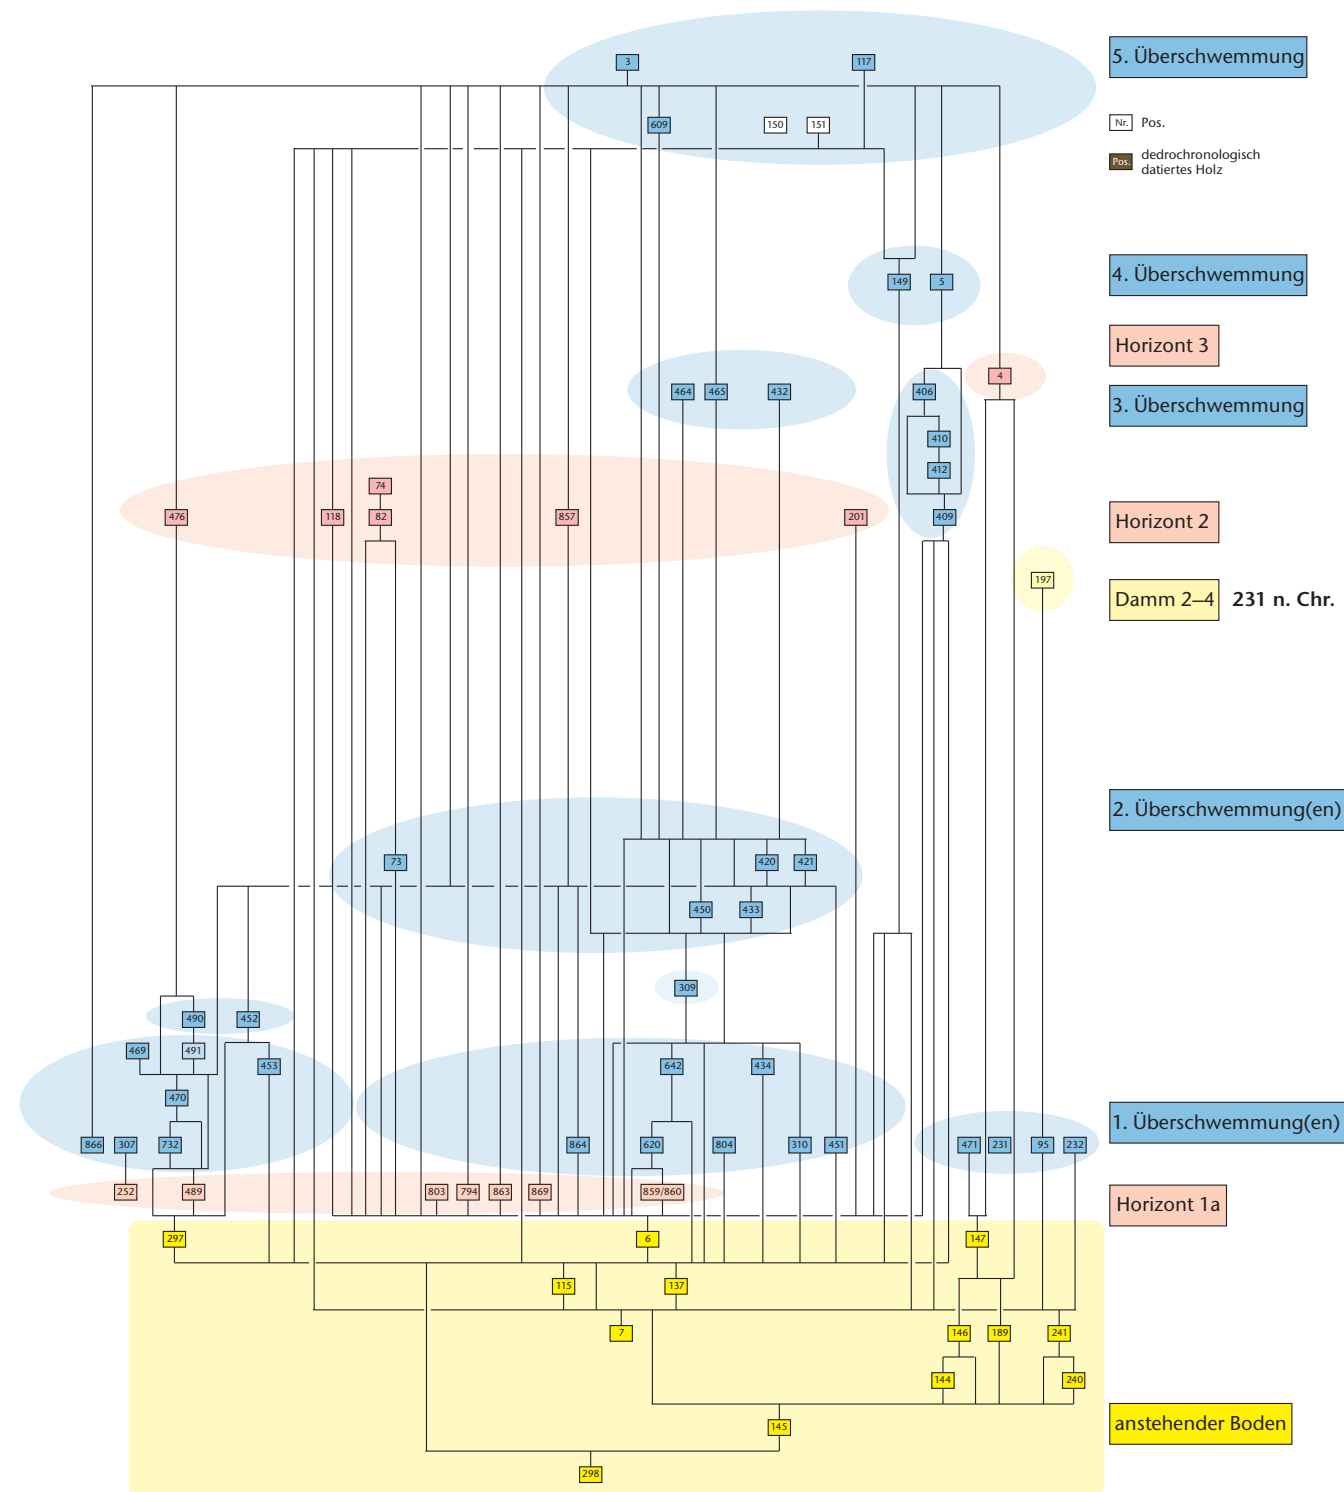 3 117 5. Überschwemmung
609 150 151 Nr. Pos.
Pos. dedrochronologisch
datiertes Holz
149 5 4. Überschwemmung
Horizont 3
4
464 465 432 406 3. Überschwemmung
410
412
74
476 118 82 857 201 409 Horizont 2
197
Damm 2–4 231 n. Chr.
2. Überschwemmung(en)
73 420 421
450 433
309
490 452
469 491
453 642 434
470
1. Überschwemmung(en)
866 307 732 864 620 804 310 451 471 231 95 232
252 489 803 794 863 869 859/860
Horizont 1a
297 6 147
115 137
7 146 189 241
144 240
145 anstehender Boden
298